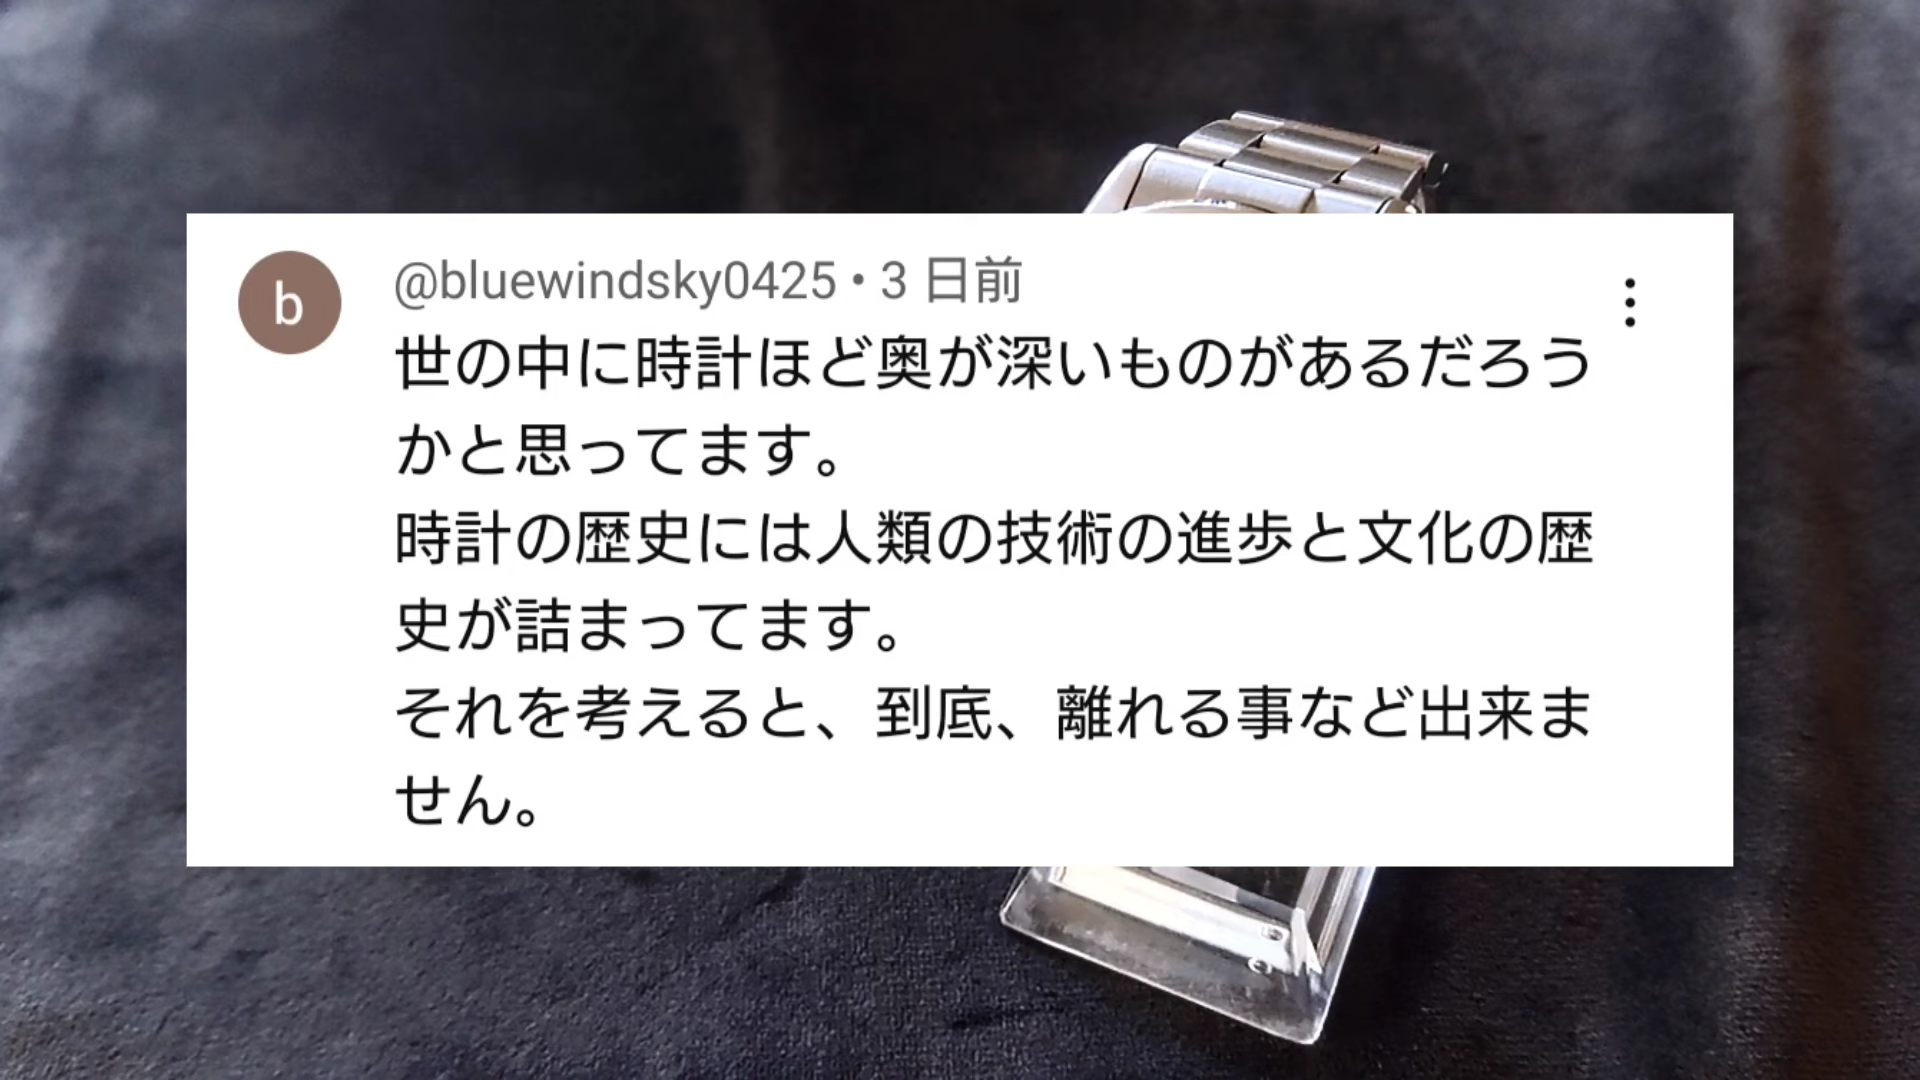 b
@bluewindsky0425・3 日前
世の中に時計ほど奥が深いものがあるだろう
かと思ってます。
時計の歴史には人類の技術の進歩と文化の歴
史が詰まってます。
それを考えると、到底、離れる事など出来ま
せん。